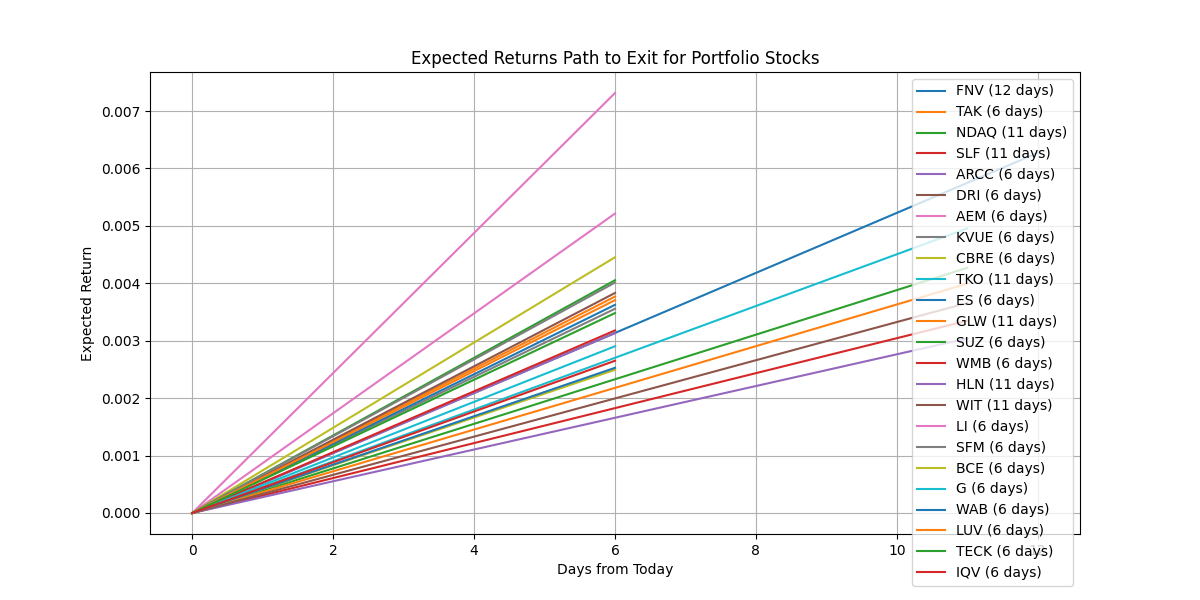 Expected Returns Path to Exit for Portfolio Stocks
Expected Return
0.007
0.006
0.005
0.004
0.003
0.002
0.001
0.000
0
2
4
6
8
10
12
Days from Today
FNV (12 days)
TAK (6 days)
NDAQ (11 days)
SLF (11 days)
ARCC (6 days)
DRI (6 days)
AEM (6 days)
KVUE (6 days)
CBRE (6 days)
TKO (11 days)
ES (6 days)
GLW (11 days)
SUZ (6 days)
WMB (6 days)
HLN (11 days)
WIT (11 days)
LI (6 days)
SFM (6 days)
BCE (6 days)
G (6 days)
WAB (6 days)
LUV (6 days)
TECK (6 days)
IQV (6 days)